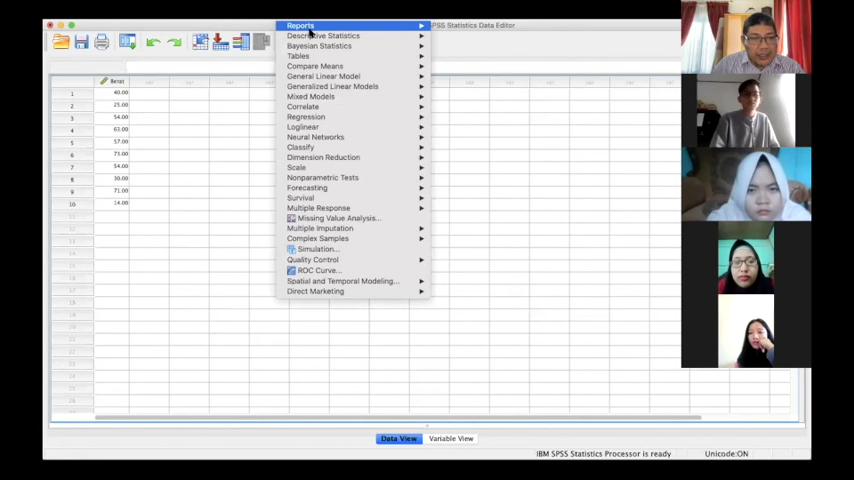 Reports
SPSS Statistics Data Editor
Descriptive Statistics
Bayesian Statistics
Tables
Compare Means
General Linear Model
Generalized Linear Models
Mixed Models
Correlate
Regression
Loglinear
Neural Networks
Classify
Dimension Reduction
Scale
Nonparametric Tests
Forecasting
Survival
Multiple Response
Missing Value Analysis...
Multiple Imputation
Complex Samples
Simulation...
Quality Control
ROC Curve...
Spatial and Temporal Modeling...
Direct Marketing
Berat
1 40.00
2 25.00
3 54.00
4 63.00
5 57.00
6 73.00
7 54.00
8 30.00
9 71.00
10 14.00
Data View Variable View
IBM SPSS Statistics Processor is ready Unicode:ON